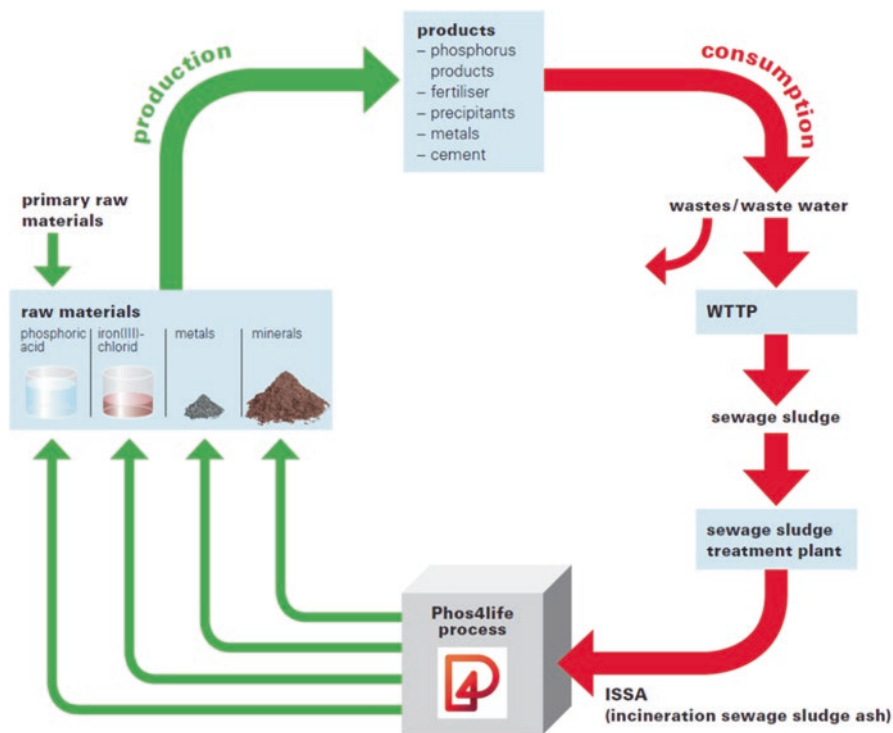 production
products
– phosphorus
products
– fertiliser
– precipitants
– metals
– cement
consumption
primary raw
materials
wastes/waste water
raw materials
phosphoric
acid
iron(III)-
chlorid
metals
minerals
WTTP
sewage sludge
sewage sludge
treatment plant
Phos4life
process
P4
ISSA
(incineration sewage sludge ash)